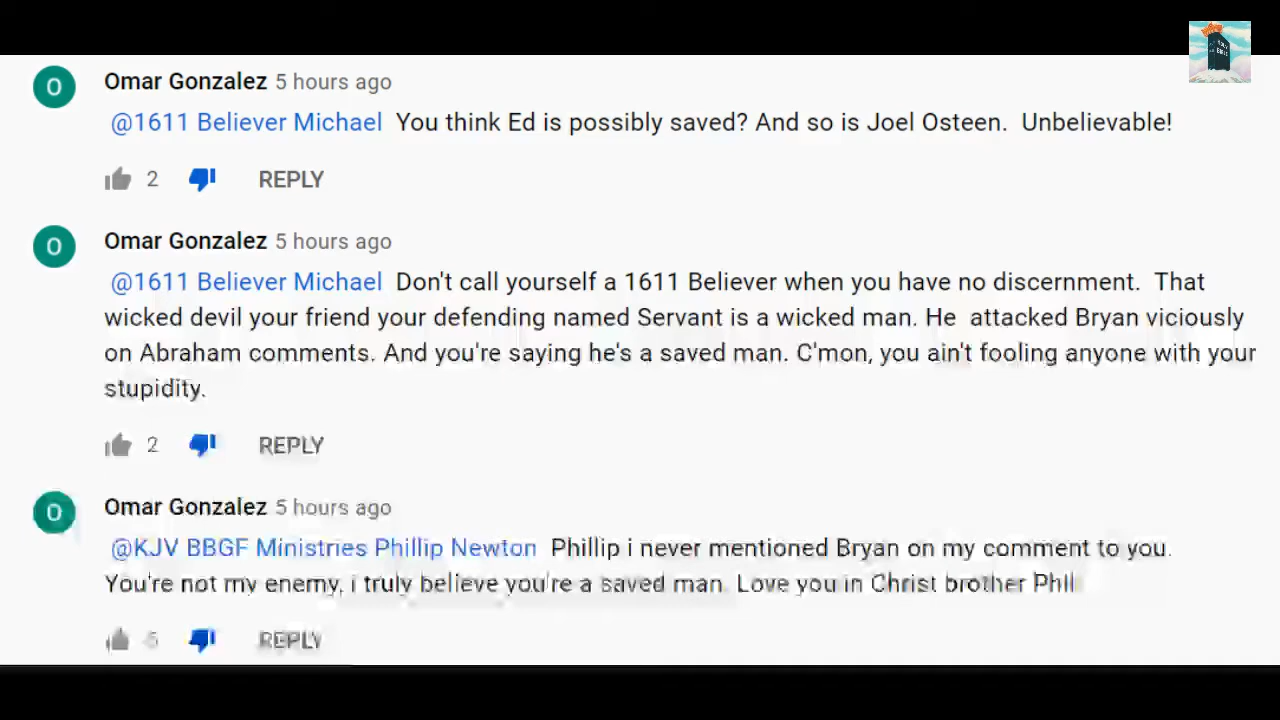 O
Omar Gonzalez 5 hours ago
@1611 Believer Michael You think Ed is possibly saved? And so is Joel Osteen. Unbelievable!
2 REPLY
O
Omar Gonzalez 5 hours ago
@1611 Believer Michael Don't call yourself a 1611 Believer when you have no discernment. That
wicked devil your friend your defending named Servant is a wicked man. He attacked Bryan viciously
on Abraham comments. And you're saying he's a saved man. C'mon, you ain't fooling anyone with your
stupidity.
2 REPLY
O
Omar Gonzalez 5 hours ago
@KJV BBGF Ministries Phillip Newton Phillip i never mentioned Bryan on my comment to you.
You're not my enemy, i truly believe you're a saved man. Love you in Christ brother Phil
5 REPLY